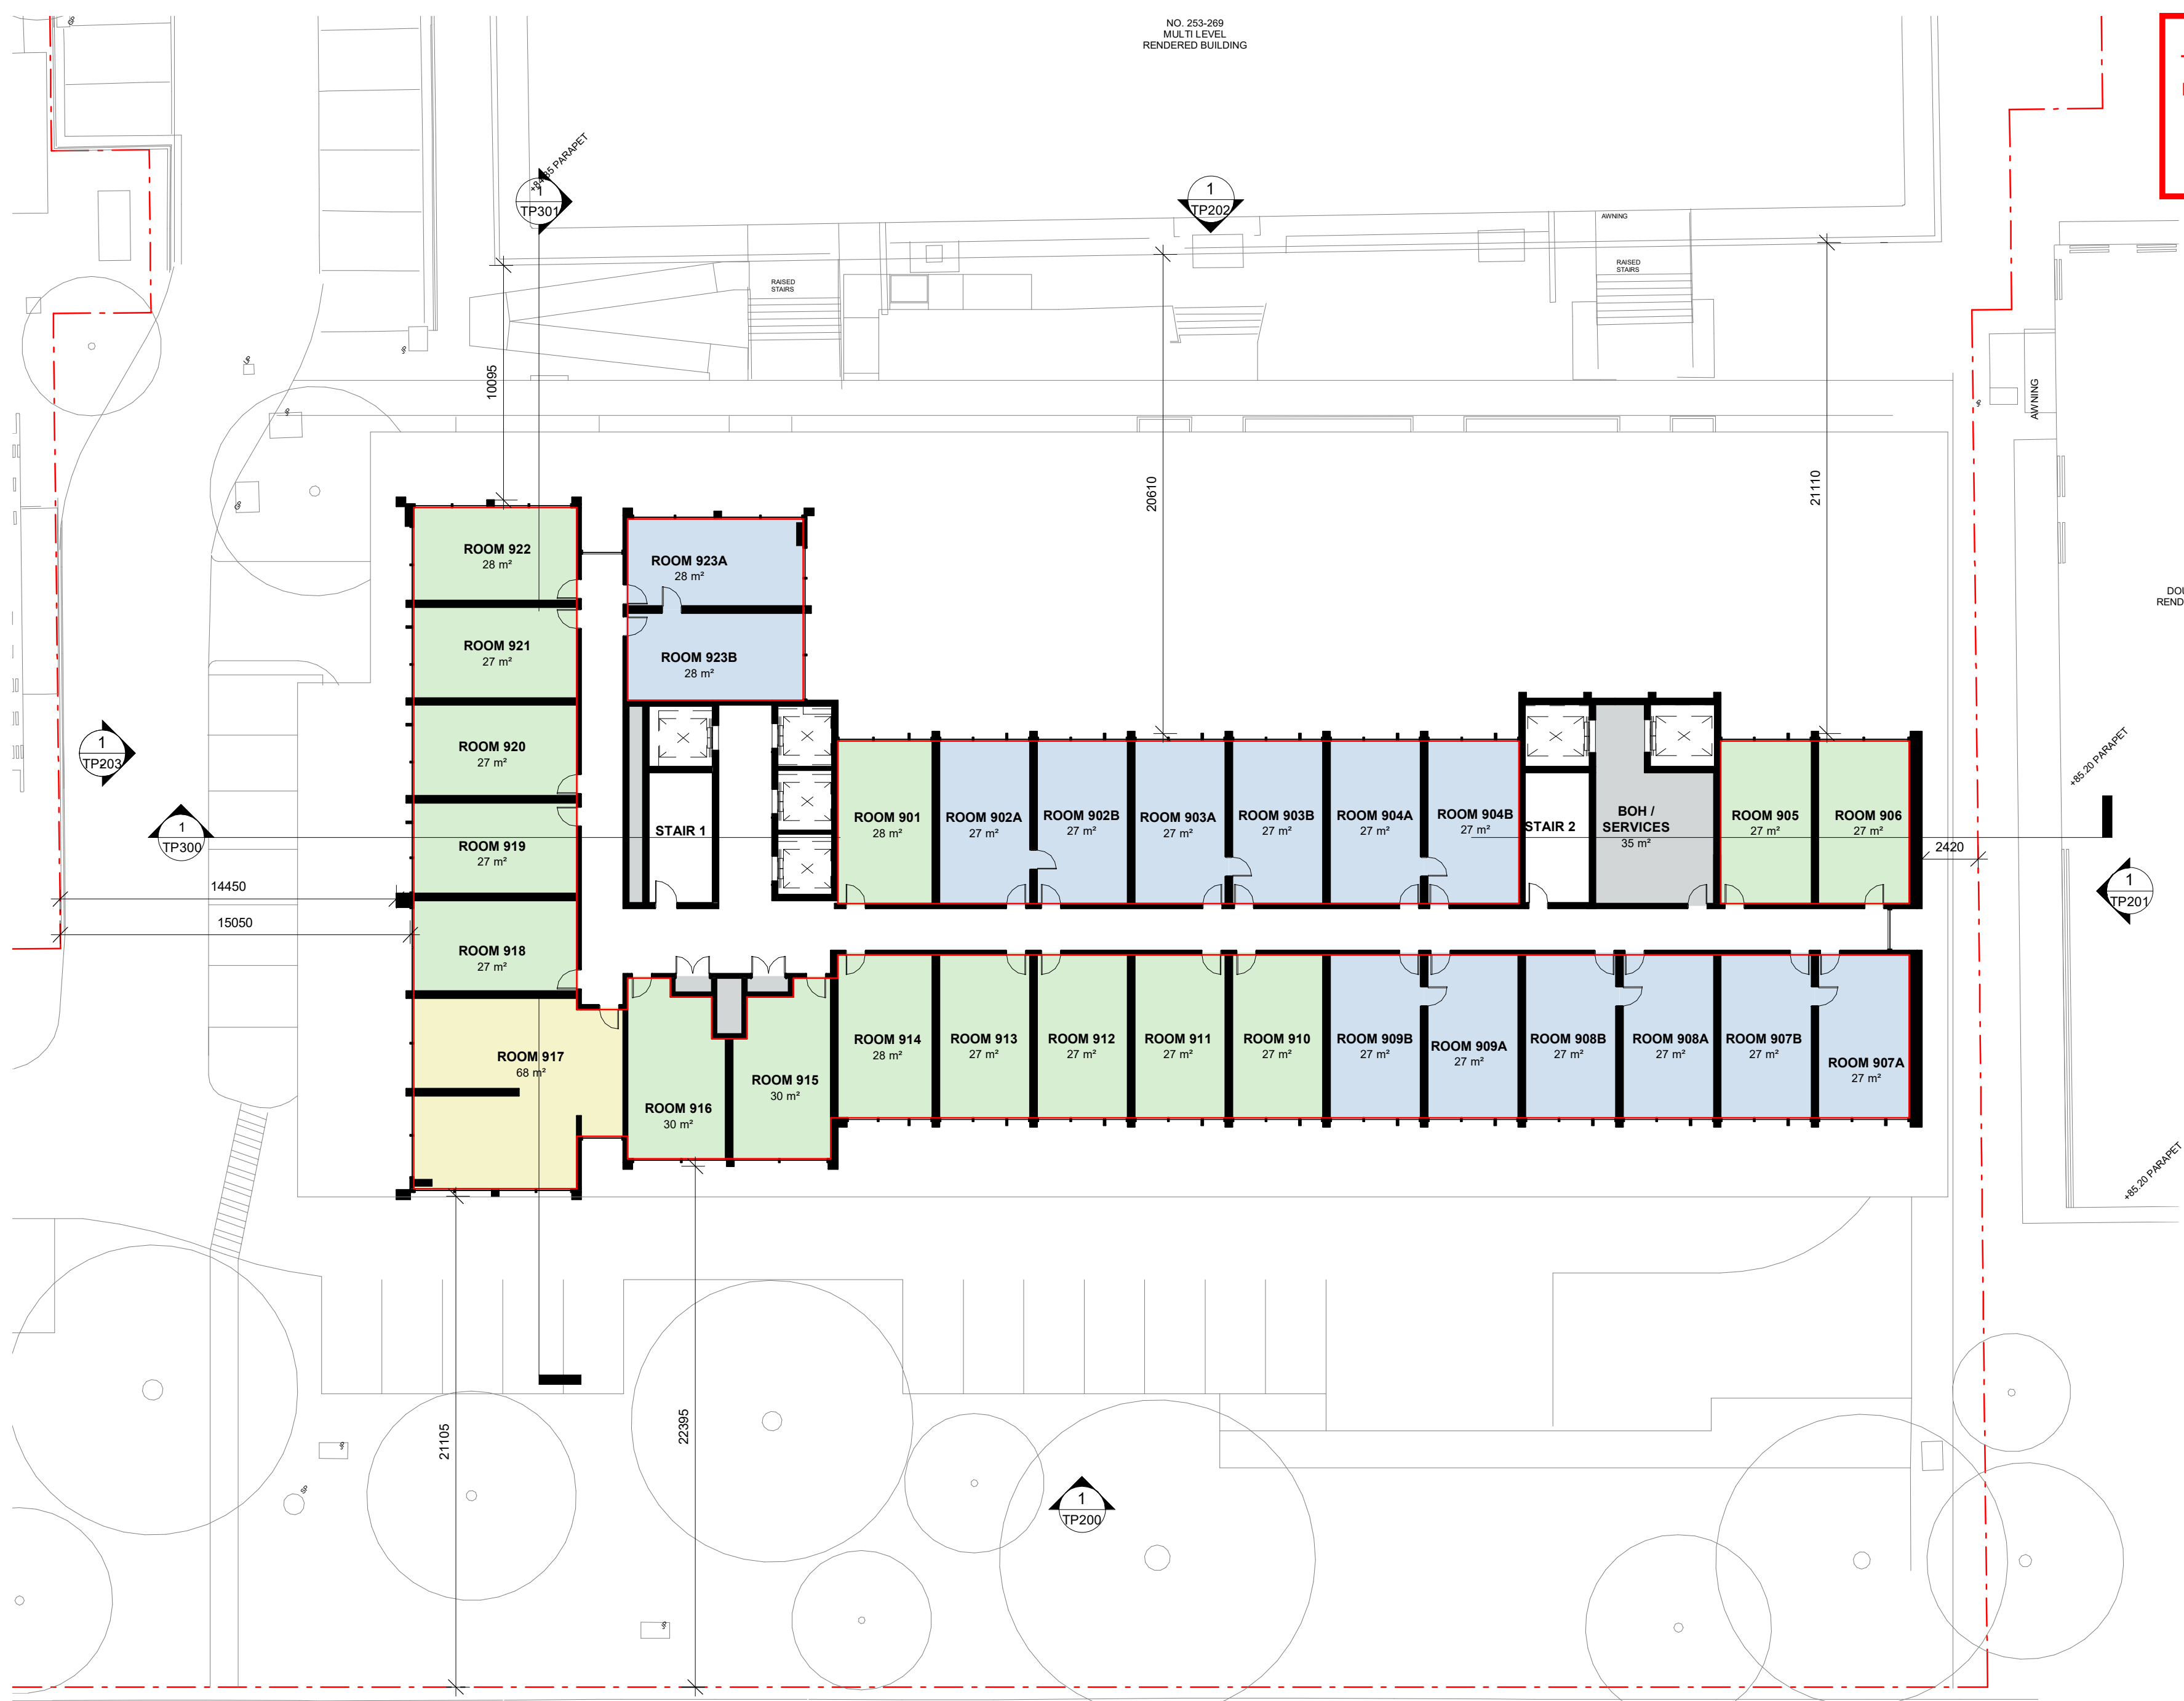 NO. 253-269
MULTI LEVEL
RENDERED BUILDING
+84.85 PARAPET
1
TP301
1
TP202
AWNING
RAISED
STAIRS
RAISED
STAIRS
10095
20610
21110
AWNING
ROOM 922
28 m²
ROOM 923A
28 m²
ROOM 921
27 m²
ROOM 923B
28 m²
ROOM 920
27 m²
1
TP203
+85.20 PARAPET
ROOM 901
28 m²
ROOM 902A
27 m²
ROOM 902B
27 m²
ROOM 903A
27 m²
ROOM 903B
27 m²
ROOM 904A
27 m²
ROOM 904B
27 m²
STAIR 1
STAIR 2
BOH /
SERVICES
35 m²
ROOM 905
27 m²
ROOM 906
27 m²
1
TP300
ROOM 919
27 m²
2420
14450
1
TP201
15050
ROOM 918
27 m²
ROOM 917
68 m²
ROOM 916
30 m²
ROOM 915
30 m²
ROOM 914
28 m²
ROOM 913
27 m²
ROOM 912
27 m²
ROOM 911
27 m²
ROOM 910
27 m²
ROOM 909B
27 m²
ROOM 909A
27 m²
ROOM 908B
27 m²
ROOM 908A
27 m²
ROOM 907B
27 m²
ROOM 907A
27 m²
+85.20 PARAPET
21105
22395
SP
1
TP200